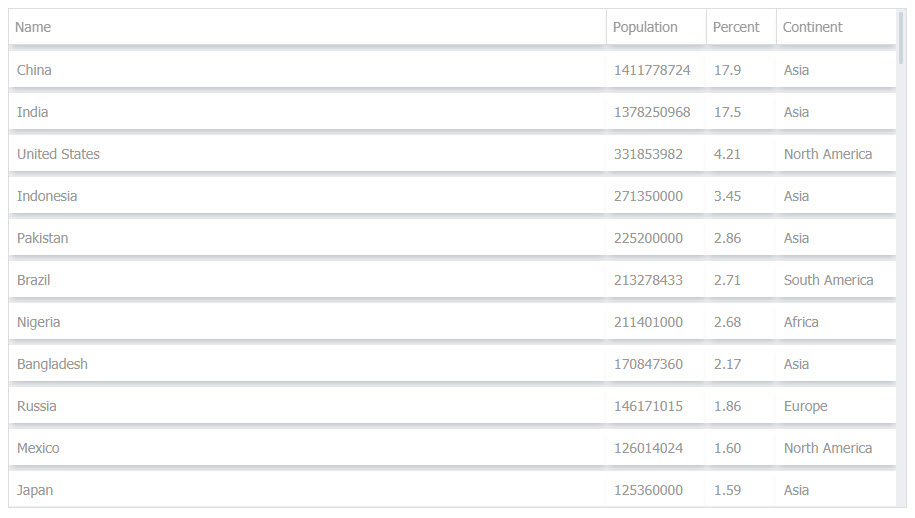 Name Population Percent Continent
China 1411778724 17.9 Asia
India 1378250968 17.5 Asia
United States 331853982 4.21 North America
Indonesia 271350000 3.45 Asia
Pakistan 225200000 2.86 Asia
Brazil 213278433 2.71 South America
Nigeria 211401000 2.68 Africa
Bangladesh 170847360 2.17 Asia
Russia 146171015 1.86 Europe
Mexico 126014024 1.60 North America
Japan 125360000 1.59 Asia